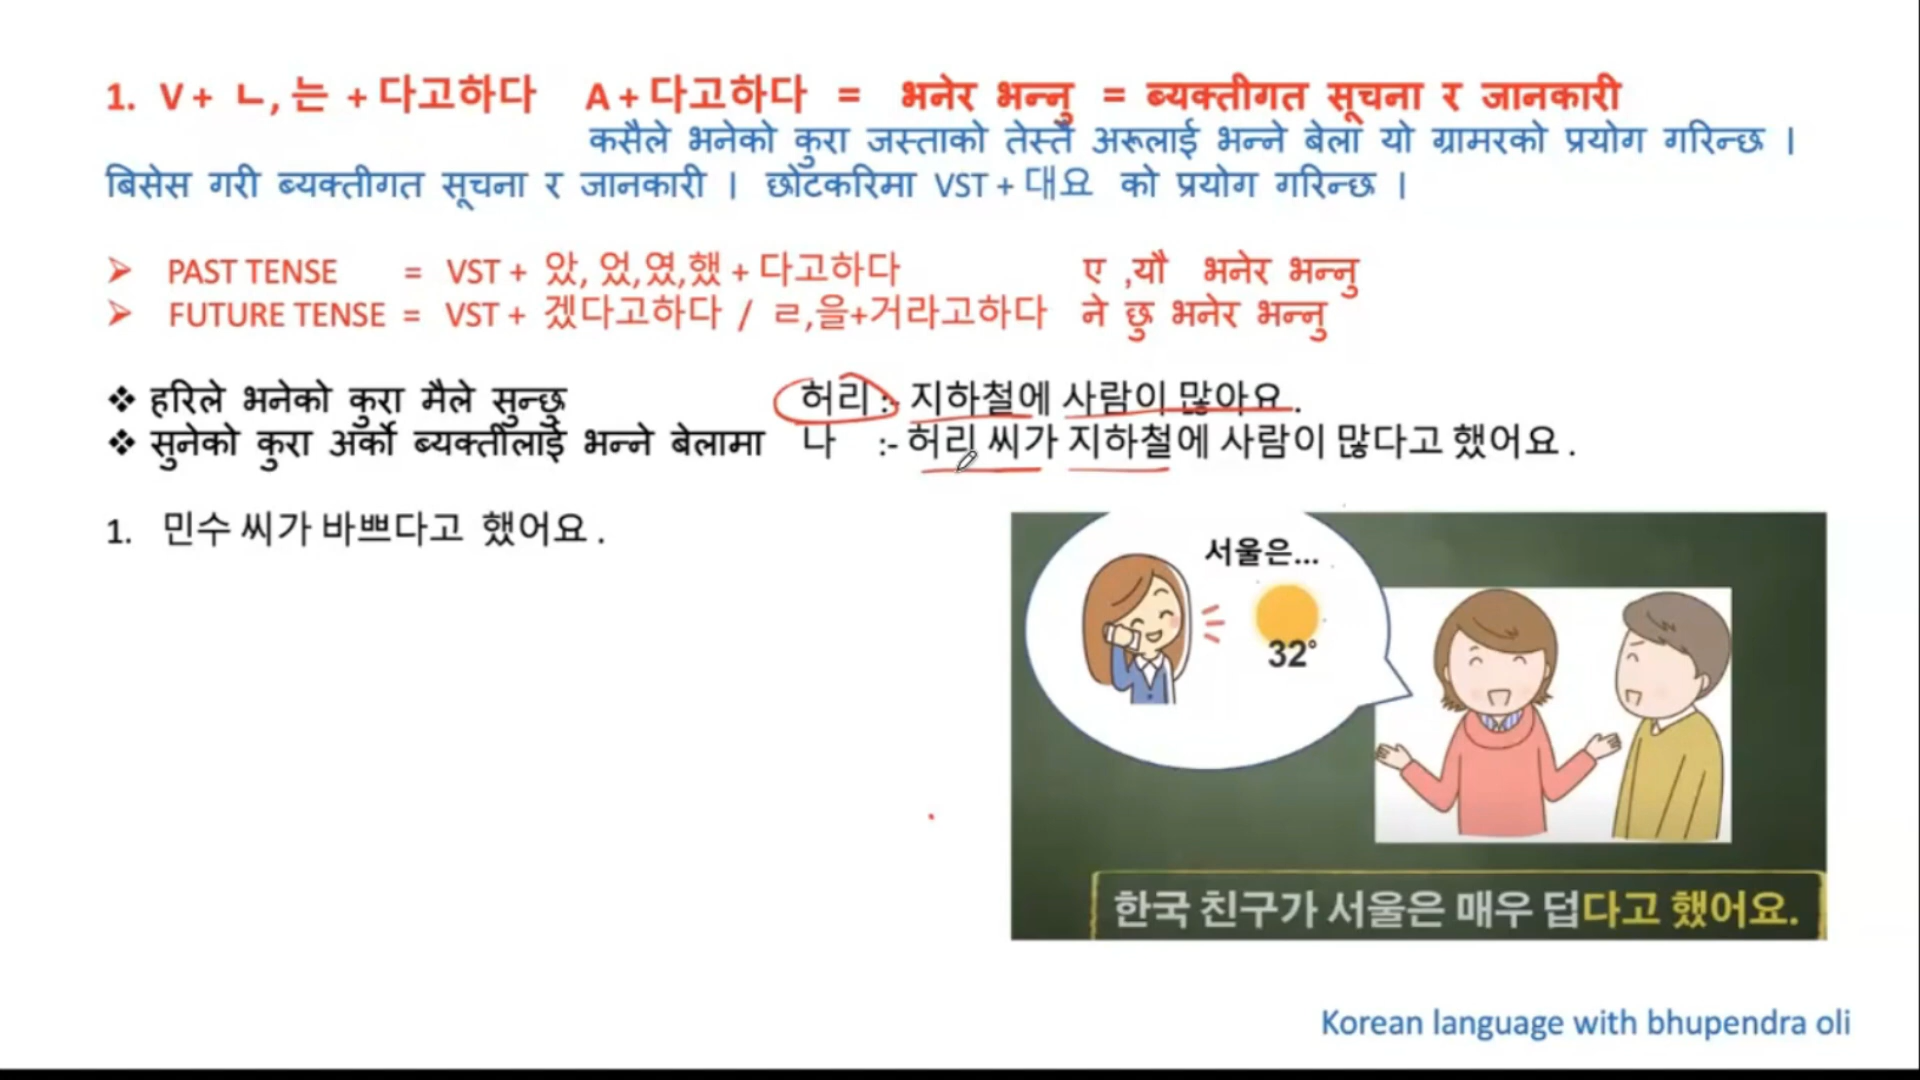 1. V + ㄴ, 는 + 다고하다 A + 다고하다 = भनेर भन्नु = ब्यक्तीगत सूचना र जानकारी
कसैले भनेको कुरा जस्ताको तेस्तै अरूलाई भन्ने बेला यो ग्रामरको प्रयोग गरिन्छ ।
बिसेस गरी ब्यक्तीगत सूचना र जानकारी । छोटकरिमा VST + 대요 को प्रयोग गरिन्छ ।
➢ PAST TENSE = VST + 았, 었,였,했 + 다고하다 ए ,यौ भनेर भन्नु
➢ FUTURE TENSE = VST + 겠다고하다 / ㄹ,을+거라고하다 ने छु भनेर भन्नु
❖ हरिले भनेको कुरा मैले सुन्छु 허리 :- 지하철에 사람이 많아요 .
❖ सुनेको कुरा अर्को ब्यक्तीलाई भन्ने बेलामा 나 :- 허리 씨가 지하철에 사람이 많다고 했어요 .
1. 민수 씨가 바쁘다고 했어요 .
서울은...
32°
한국 친구가 서울은 매우 덥다고 했어요.
Korean language with bhupendra oli